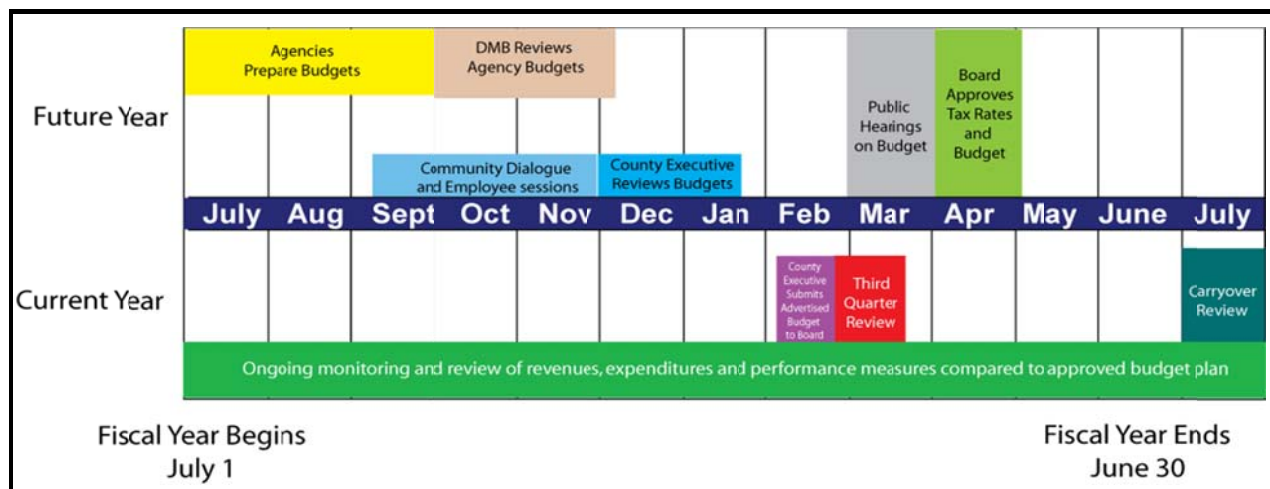 Agencies
Prepare Budgets
DMB Reviews
Agency Budgets
Future Year
Public
Hearings
on Budget
Board
Approves
Tax Rates
and
Budget
Community Dialogue
and Employee sessions
County Executive
Reviews Budgets
July Aug Sept Oct Nov Dec Jan Feb Mar Apr May June July
Current Year
County
Executive
Submits
Advertised
Budget
to Board
Third
Quarter
Review
Carryover
Review
Ongoing monitoring and review of revenues, expenditures and performance measures compared to approved budget plan
Fiscal Year Begins
July 1
Fiscal Year Ends
June 30